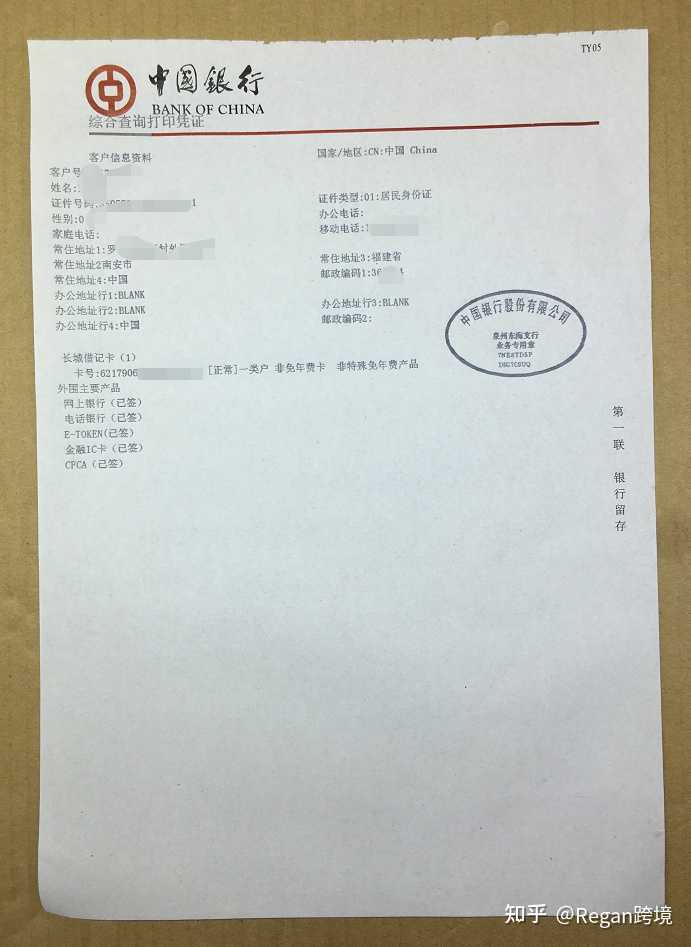 TY05
中國銀行
BANK OF CHINA
综合查询打印凭证
客户信息资料
国家/地区:CN:中国 China
客户号
姓名:
证件类型:01:居民身份证
证件号码: 1
办公电话:
性别:0
移动电话:1
家庭电话:
常住地址1:罗
常住地址3:福建省
常住地址2南安市
邮政编码1:36 4
常住地址4:中国
办公地址行1:BLANK
办公地址行3:BLANK
办公地址行2:BLANK
邮政编码2:
办公地址行4:中国
中国银行股份有限公司
泉州东海支行
业务专用章
长城借记卡（1）
卡号:6217906 [正常]一类户 非免年费卡 非特殊免年费产品
外围主要产品
网上银行（已签）
电话银行（已签）
E-TOKEN(已签)
金融IC卡（已签）
CFCA（已签）
第一联 银行留存
知乎 @Regan跨境